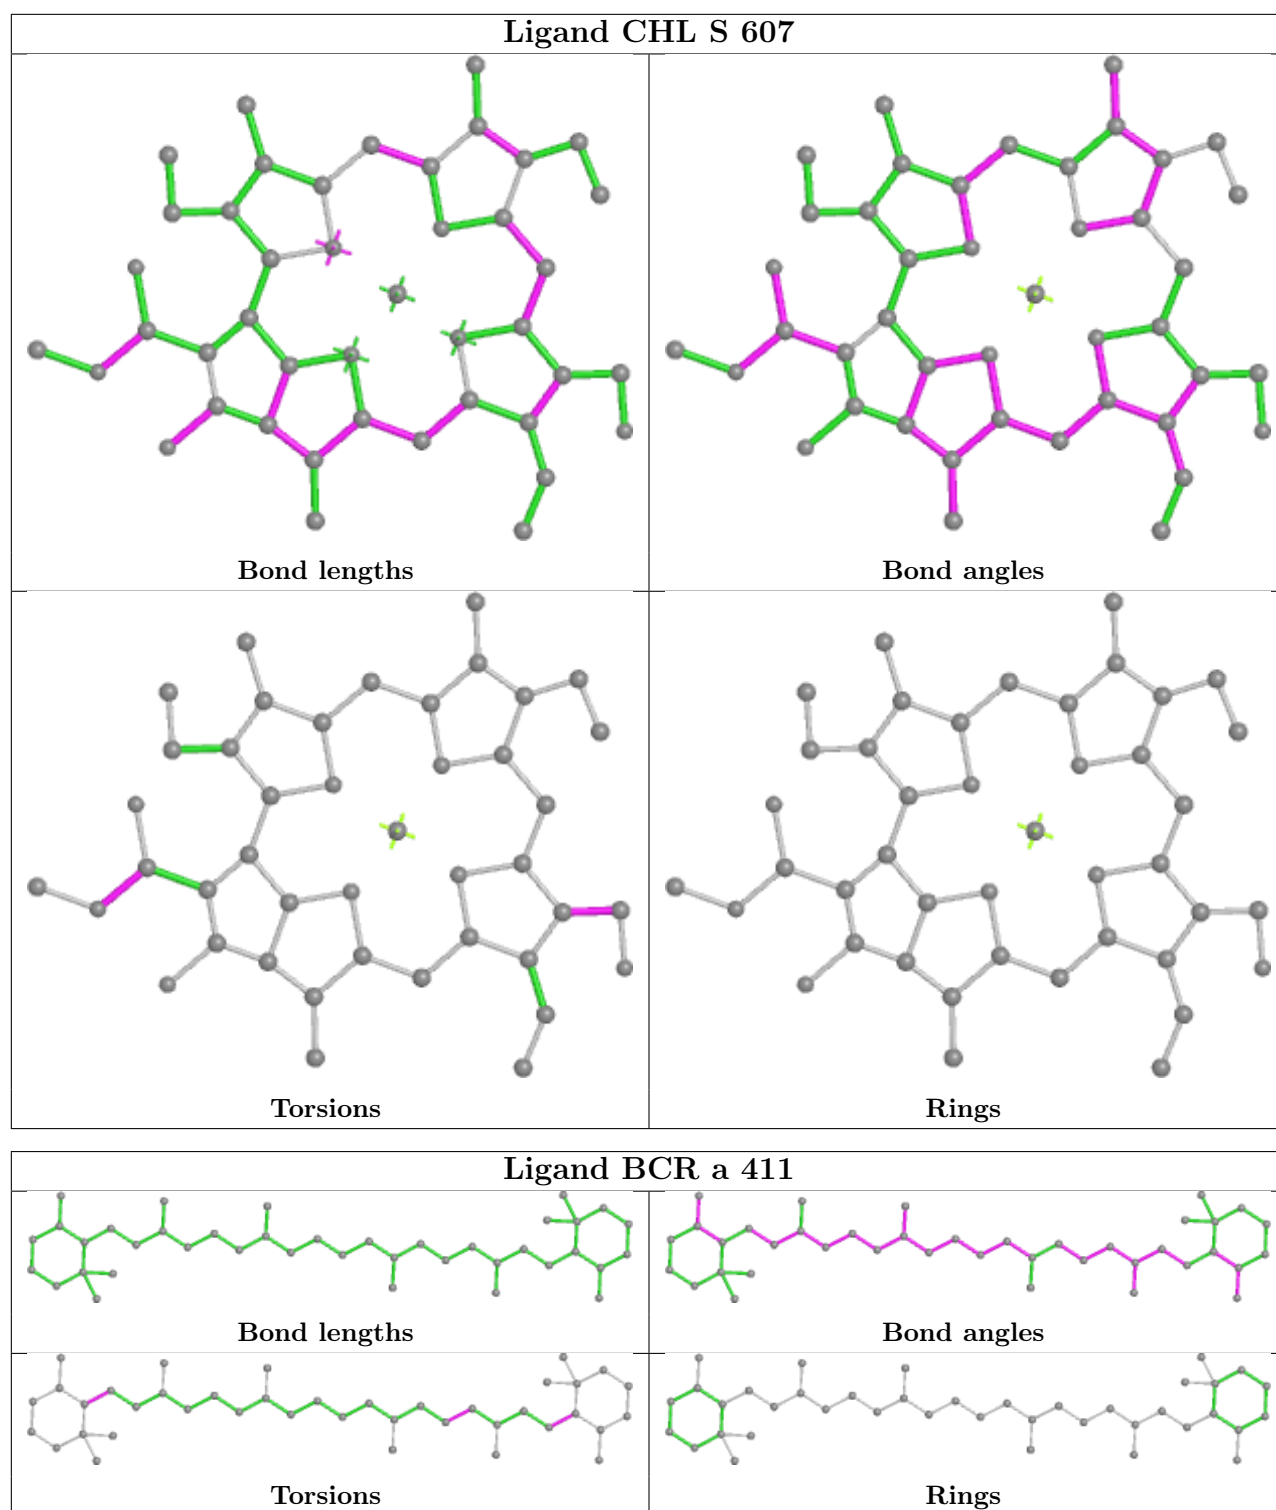 Ligand CHL S 607
Bond lengths
Bond angles
Torsions
Rings
Ligand BCR a 411
Bond lengths
Bond angles
Torsions
Rings